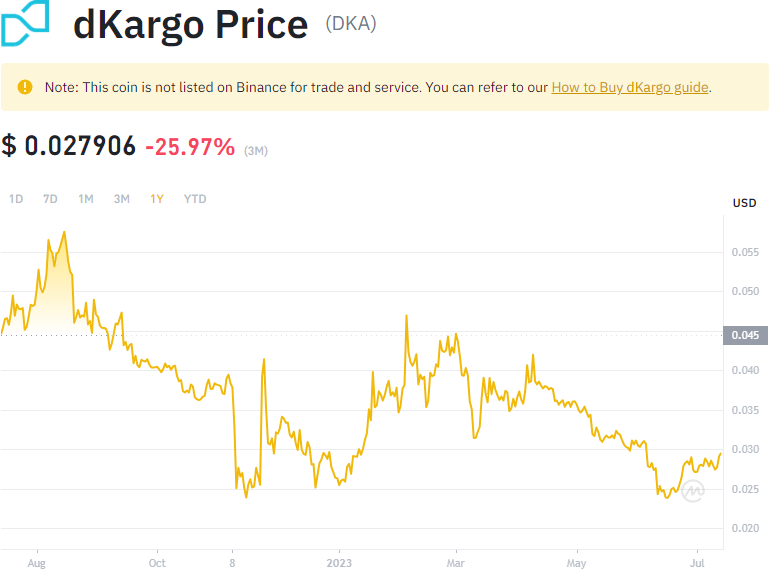 dKargo Price (DKA)
Note: This coin is not listed on Binance for trade and service. You can refer to our How to Buy dKargo guide.
$ 0.027906 -25.97% (3M)
1D 7D 1M 3M 1Y YTD
USD
0.055
0.050
0.045
0.040
0.035
0.030
0.025
0.020
Aug Oct 8 2023 Mar May Jul